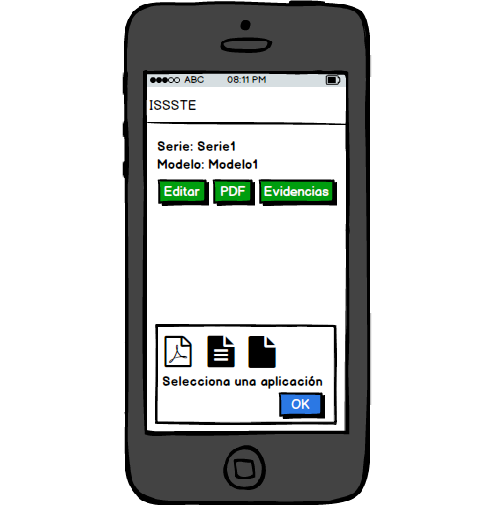 ABC 08:11 PM
ISSSTE
Serie: Serie1
Modelo: Modelo1
Editar PDF Evidencias
Selecciona una aplicación
OK